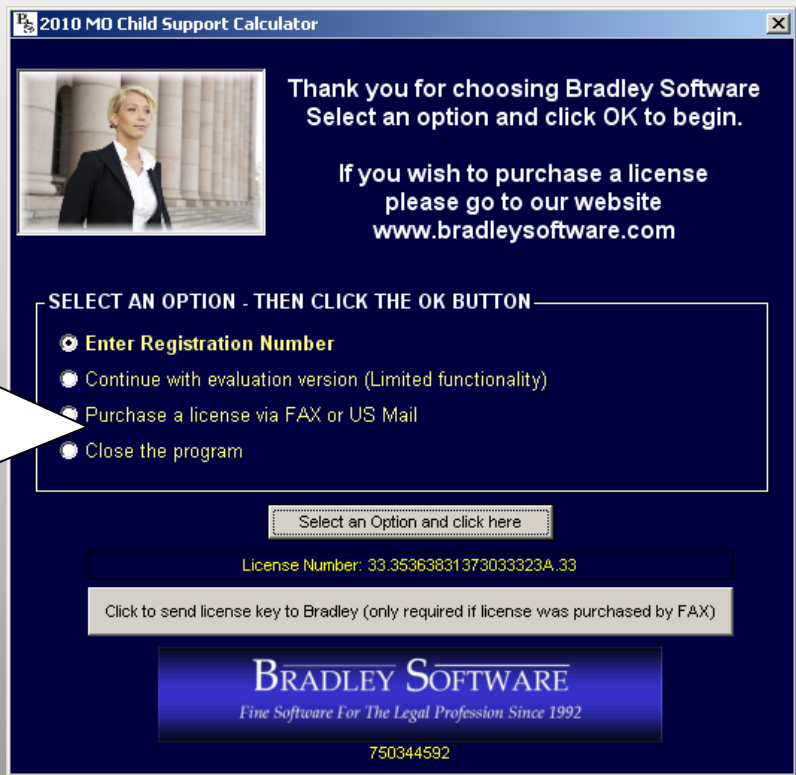 2010 MO Child Support Calculator
Thank you for choosing Bradley Software
Select an option and click OK to begin.
If you wish to purchase a license
please go to our website
www.bradleysoftware.com
SELECT AN OPTION - THEN CLICK THE OK BUTTON
Enter Registration Number
Continue with evaluation version (Limited functionality)
Purchase a license via FAX or US Mail
Close the program
Select an Option and click here
License Number: 33.35363831373033323A.33
Click to send license key to Bradley (only required if license was purchased by FAX)
BRADLEY SOFTWARE
Fine Software For The Legal Profession Since 1992
750344592